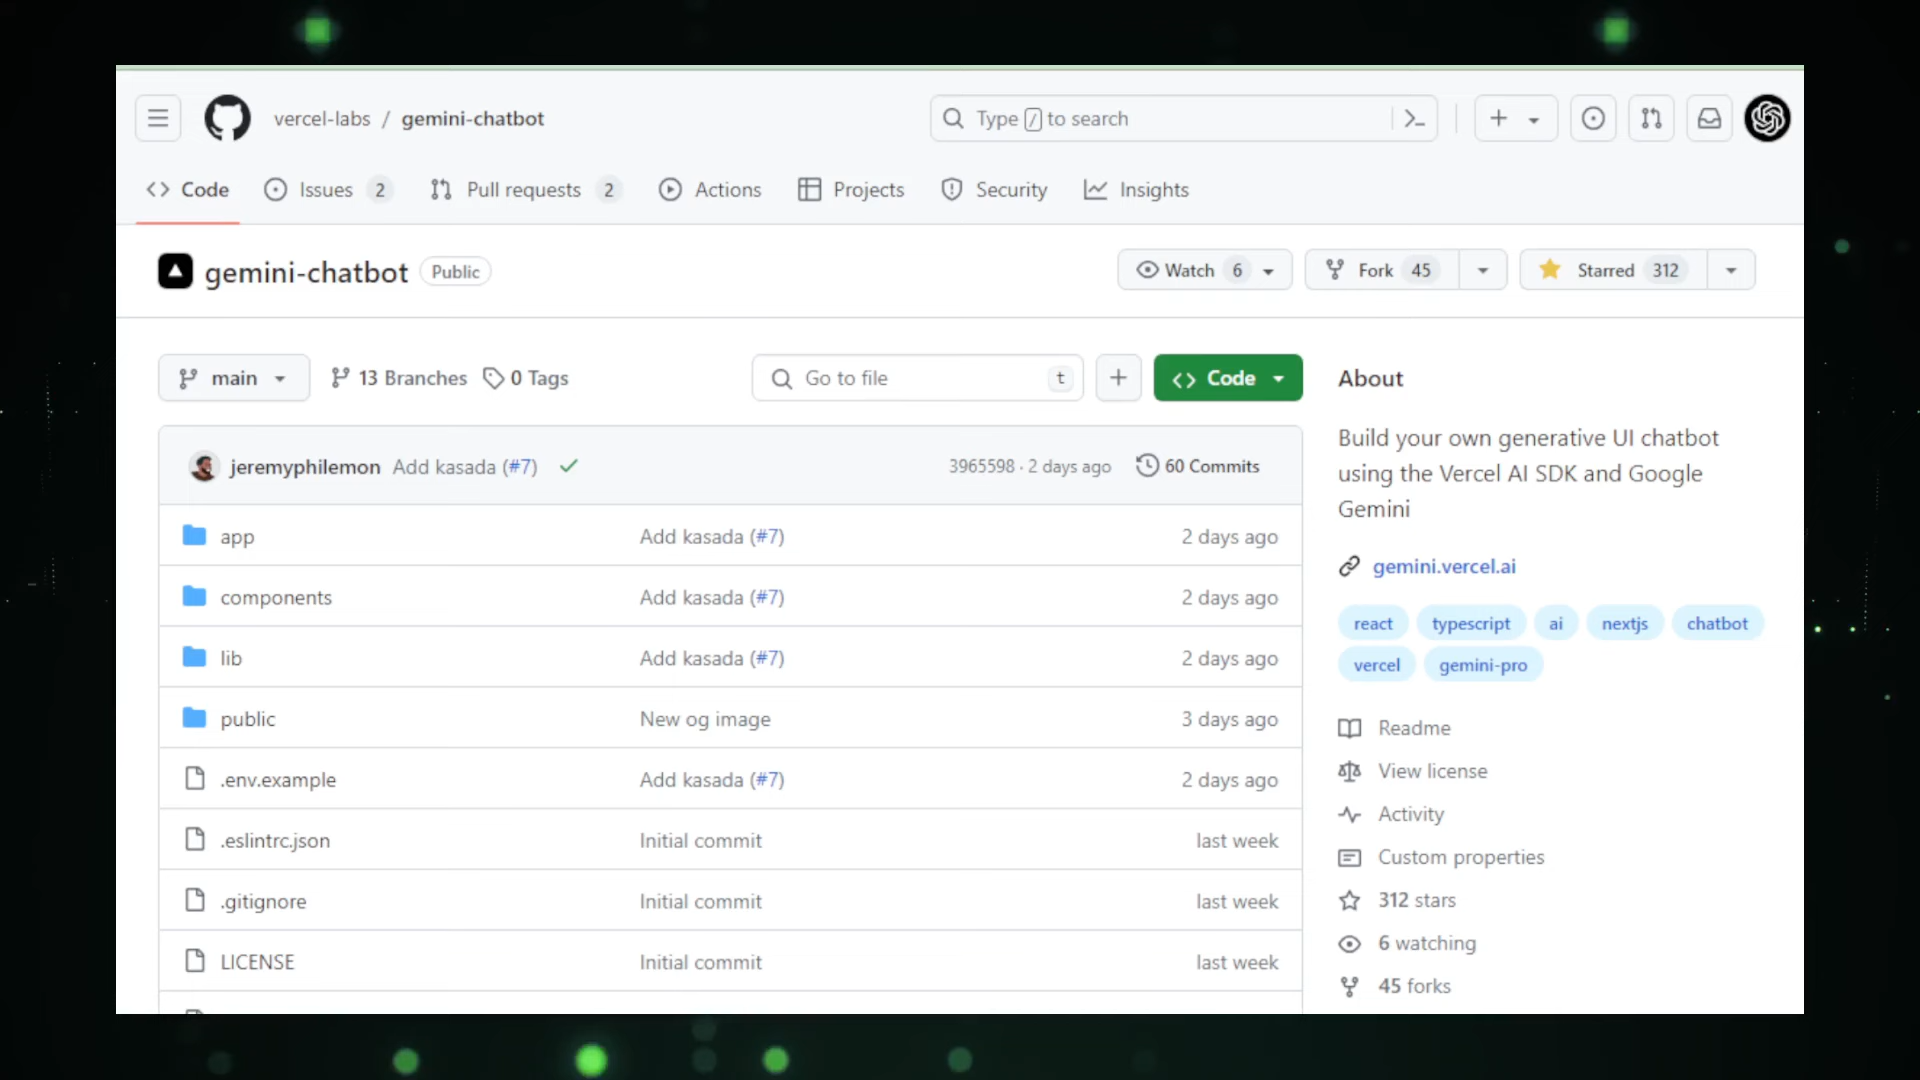 vercel-labs / gemini-chatbot
Type / to search
Code
Issues 2
Pull requests 2
Actions
Projects
Security
Insights
gemini-chatbot Public
Watch 6
Fork 45
Starred 312
main
13 Branches
0 Tags
Go to file t
Code
jeremyphilemon Add kasada (#7) 3965598 · 2 days ago 60 Commits
app Add kasada (#7) 2 days ago
components Add kasada (#7) 2 days ago
lib Add kasada (#7) 2 days ago
public New og image 3 days ago
.env.example Add kasada (#7) 2 days ago
.eslintrc.json Initial commit last week
.gitignore Initial commit last week
LICENSE Initial commit last week
About
Build your own generative UI chatbot
using the Vercel AI SDK and Google
Gemini
gemini.vercel.ai
react typescript ai nextjs chatbot
vercel gemini-pro
Readme
View license
Activity
Custom properties
312 stars
6 watching
45 forks